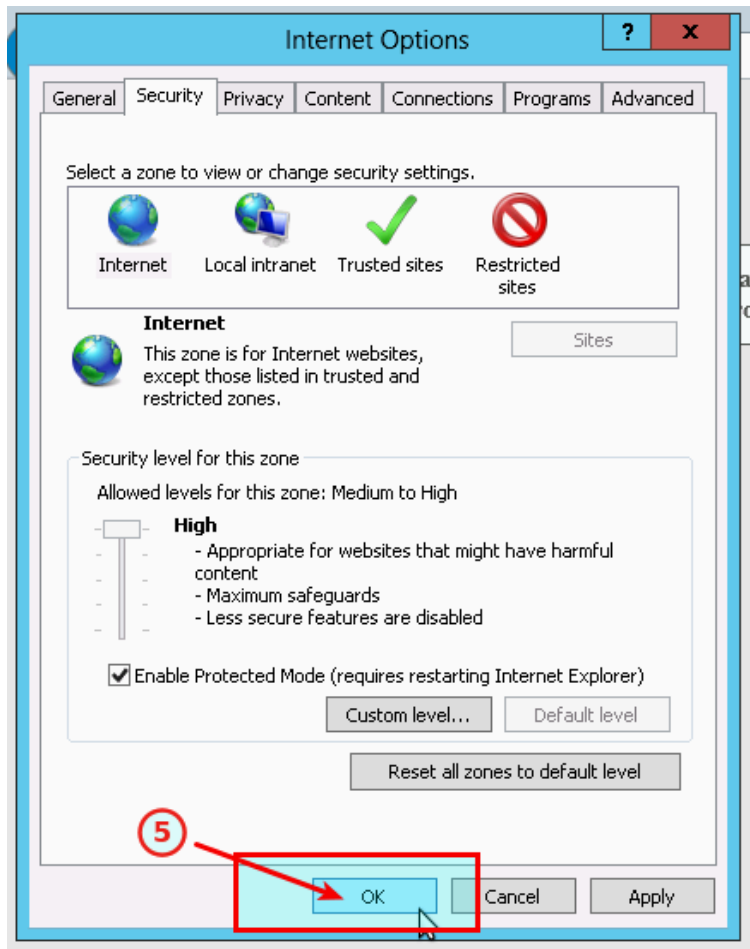 Internet Options
?
x
General Security Privacy Content Connections Programs Advanced
Select a zone to view or change security settings.
Internet
Local intranet
Trusted sites
Restricted
sites
Internet
This zone is for Internet websites,
except those listed in trusted and
restricted zones.
Sites
Security level for this zone
Allowed levels for this zone: Medium to High
High
- Appropriate for websites that might have harmful
content
- Maximum safeguards
- Less secure features are disabled
Enable Protected Mode (requires restarting Internet Explorer)
Custom level...
Default level
Reset all zones to default level
5
OK
Cancel
Apply